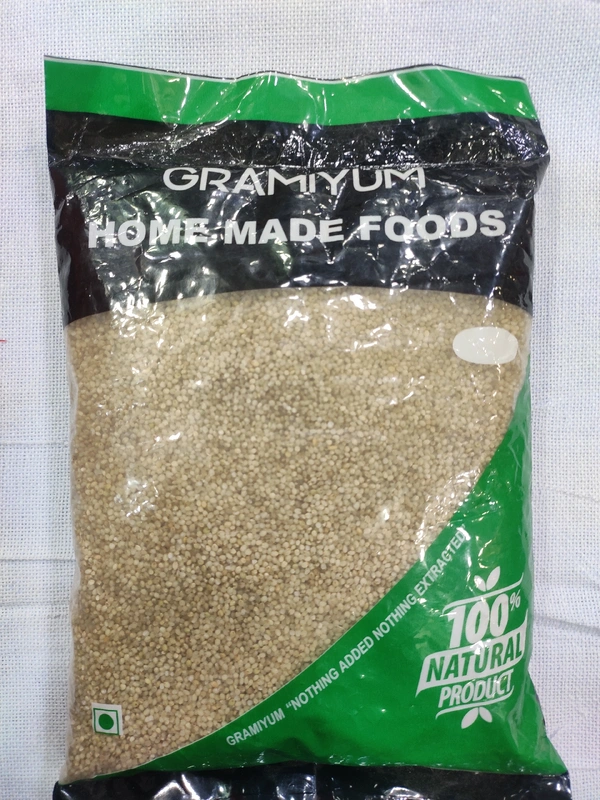 GRAMIYUM
HOME MADE FOODS
GRAMIYUM "NOTHING ADDED NOTHING EXTRACTED
100%
NATURAL
PRODUCT